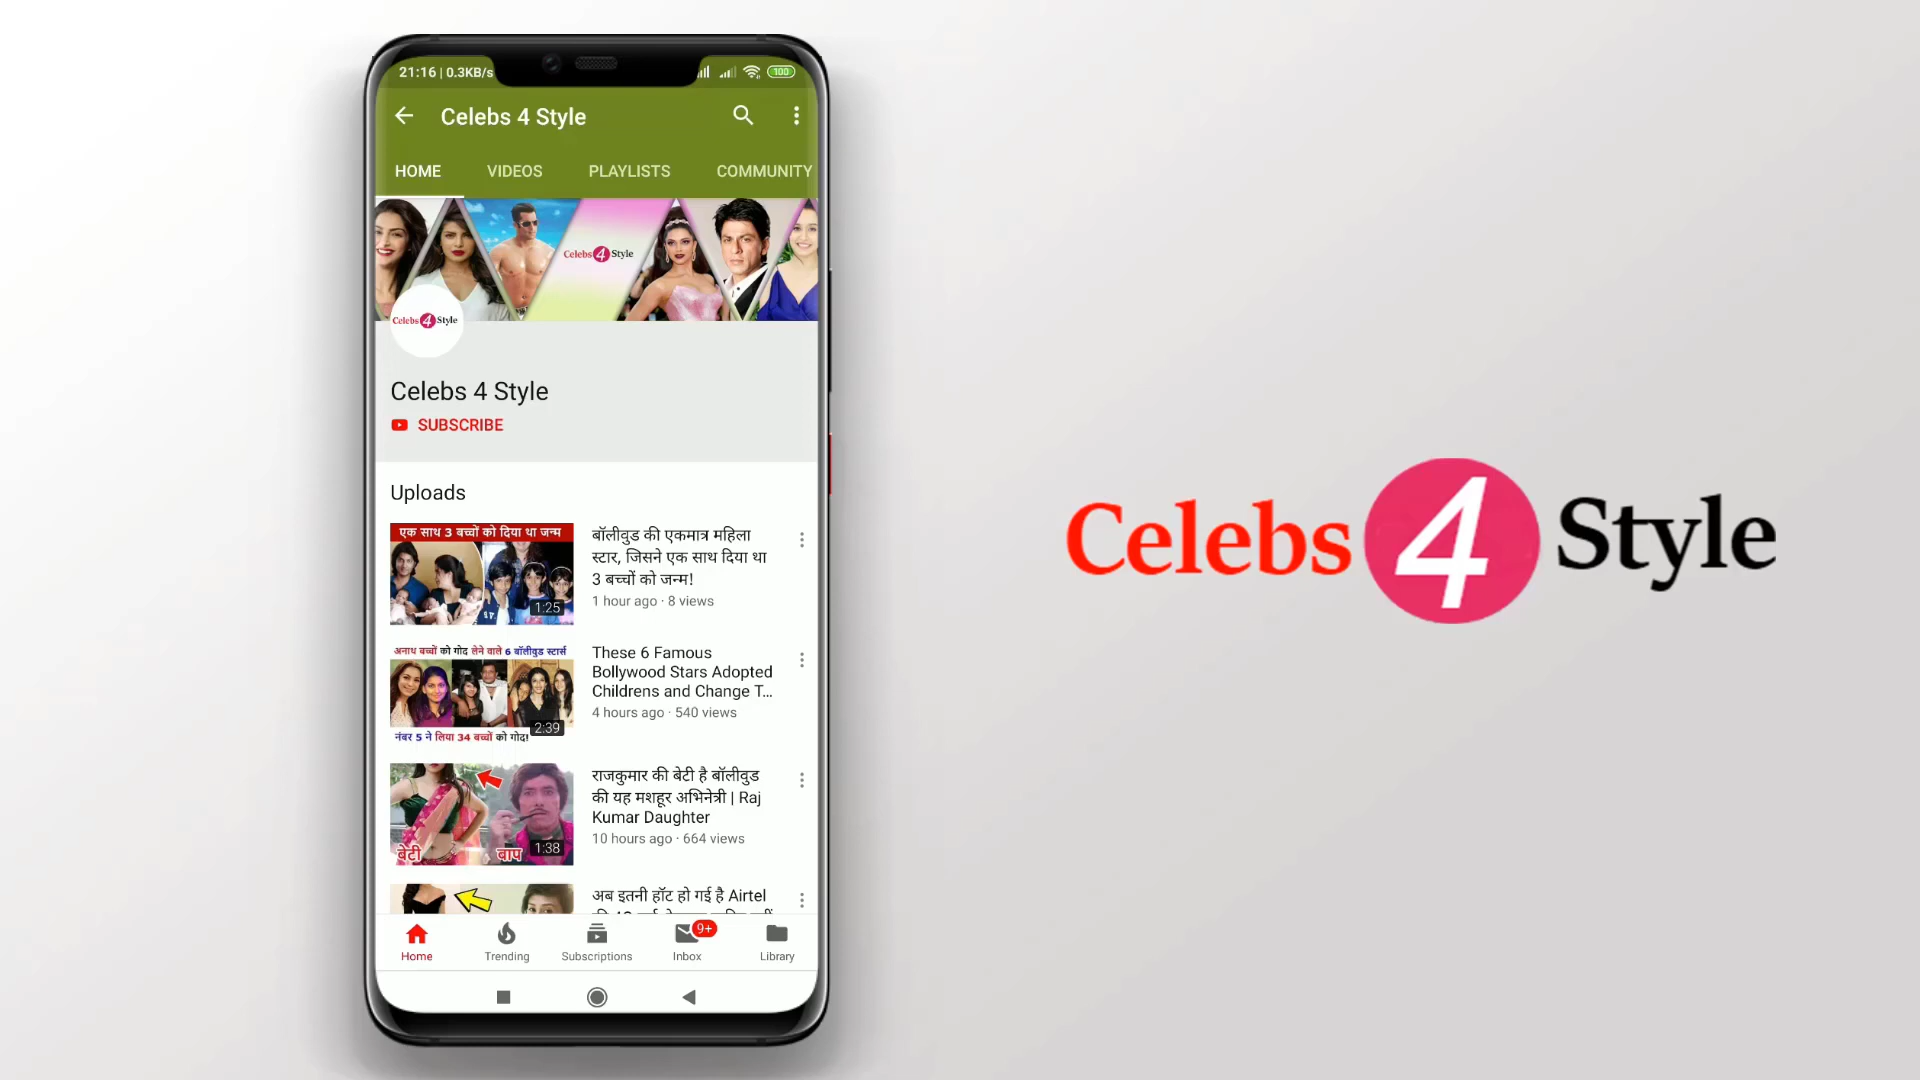 21:16 | 0.3KB/s
100
Celebs 4 Style
HOME VIDEOS PLAYLISTS COMMUNITY
Celebs 4 Style
Celebs 4 Style
Celebs 4 Style
SUBSCRIBE
Uploads
एक साथ 3 बच्चों को दिया था जन्म
1:25
बॉलीवुड की एकमात्र महिला
स्टार, जिसने एक साथ दिया था
3 बच्चों को जन्म!
1 hour ago · 8 views
अनाथ बच्चों को गोद लेने वाले 6 बॉलीवुड स्टार्स
2:39
नंबर 5 ने लिया 34 बच्चों को गोद!
These 6 Famous
Bollywood Stars Adopted
Childrens and Change T...
4 hours ago · 540 views
बेटी
बाप
1:38
राजकुमार की बेटी है बॉलीवुड
की यह मशहूर अभिनेत्री | Raj
Kumar Daughter
10 hours ago · 664 views
अब इतनी हॉट हो गई है Airtel
Home
Trending
Subscriptions
9+
Inbox
Library
Celebs 4 Style